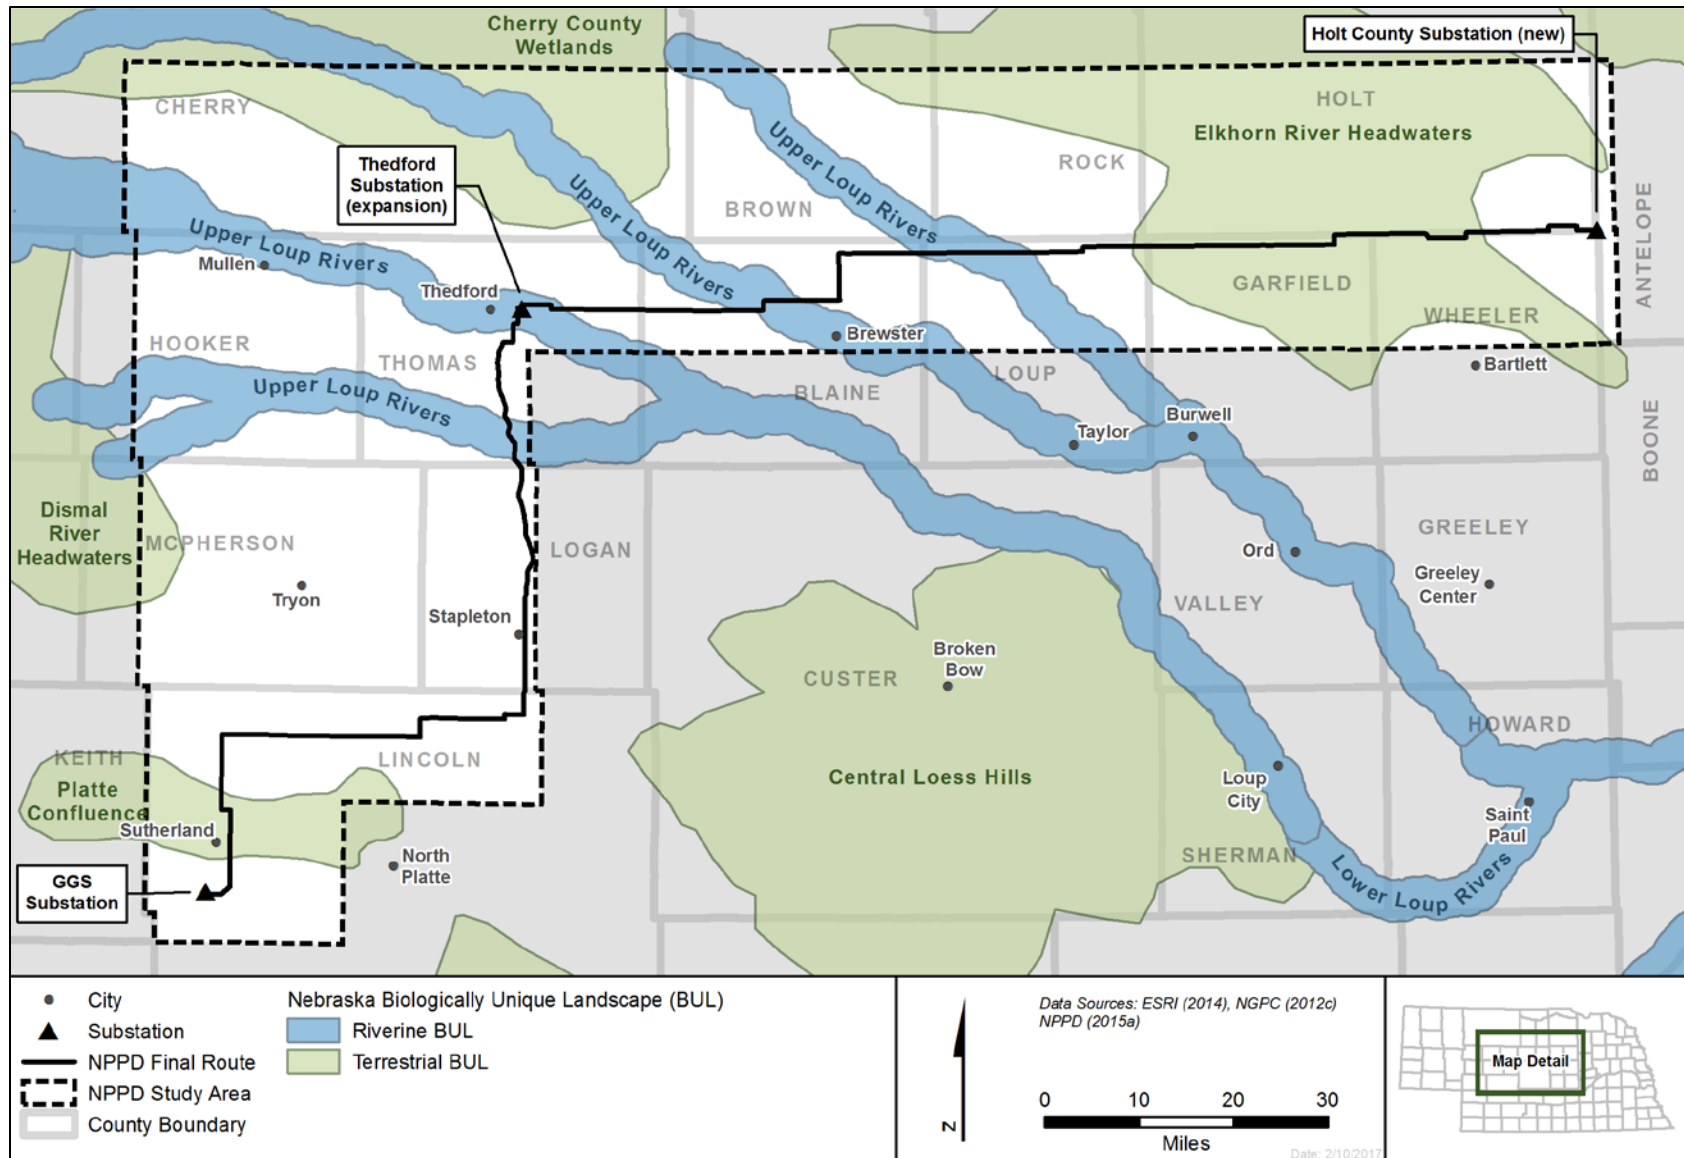 Cherry County
Wetlands
Holt County Substation (new)
CHERRY
HOLT
Elkhorn River Headwaters
Upper Loup Rivers
ROCK
Thedford
Substation
(expansion)
Upper Loup Rivers
BROWN
ANTELOPE
Upper Loup Rivers
Mullen
Thedford
GARFIELD
WHEELER
Brewster
HOOKER
THOMAS
Upper Loup Rivers
BLAINE
LOUP
Bartlett
Burwell
Taylor
BOONE
Dismal
River
Headwaters
MCPHERSON
LOGAN
GREELEY
Ord
Greeley
Center
Tryon
Stapleton
VALLEY
Broken
Bow
CUSTER
HOWARD
KEITH
LINCOLN
Platte
Confluence
Central Loess Hills
Loup
City
Saint
Paul
Sutherland
North
Platte
SHERMAN
Lower Loup Rivers
GGS
Substation
City
Substation
NPPD Final Route
NPPD Study Area
County Boundary
Nebraska Biologically Unique Landscape (BUL)
Riverine BUL
Terrestrial BUL
N
Data Sources: ESRI (2014), NGPC (2012c)
NPPD (2015a)
0 10 20 30
Miles
Map Detail
Date: 2/10/2017